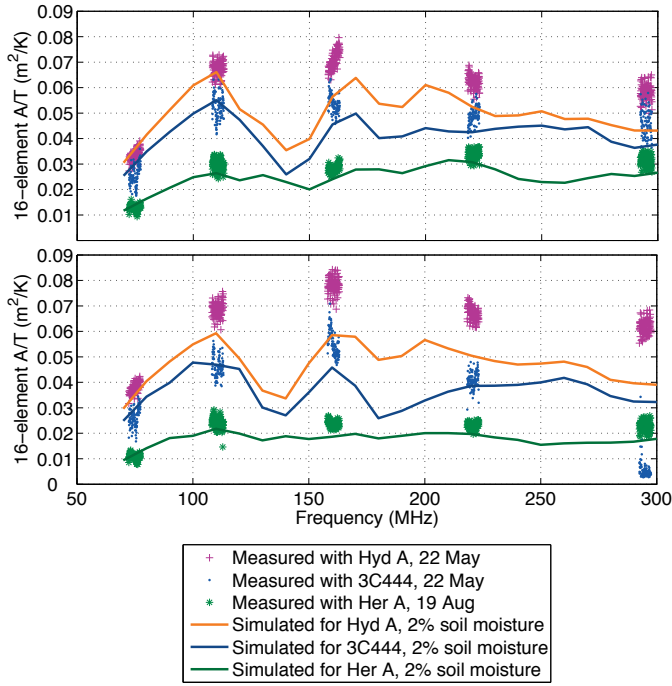 0.09
0.08
0.07
0.06
0.05
0.04
0.03
0.02
0.01
16-element A/T (m²/K)
0.09
0.08
0.07
0.06
0.05
0.04
0.03
0.02
0.01
0
16-element A/T (m²/K)
50 100 150 200 250 300
Frequency (MHz)
Measured with Hyd A, 22 May
Measured with 3C444, 22 May
Measured with Her A, 19 Aug
Simulated for Hyd A, 2% soil moisture
Simulated for 3C444, 2% soil moisture
Simulated for Her A, 2% soil moisture